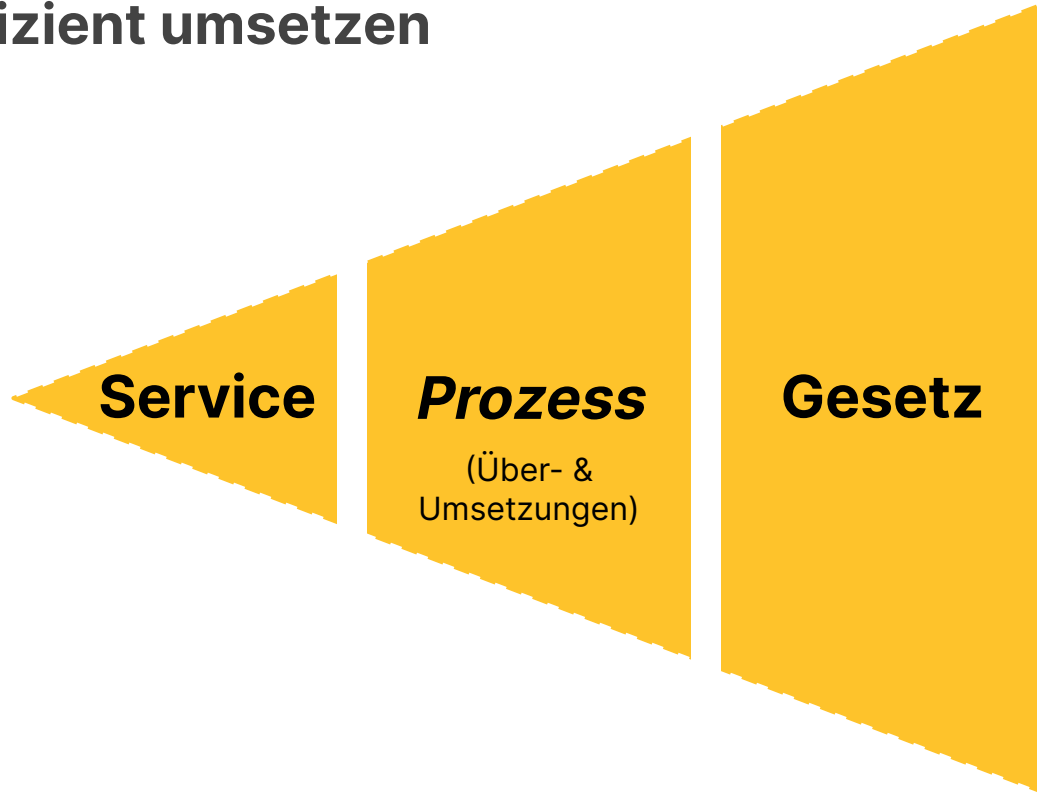 izient umsetzen
Service
Prozess
Gesetz
(Über- &
Umsetzungen)